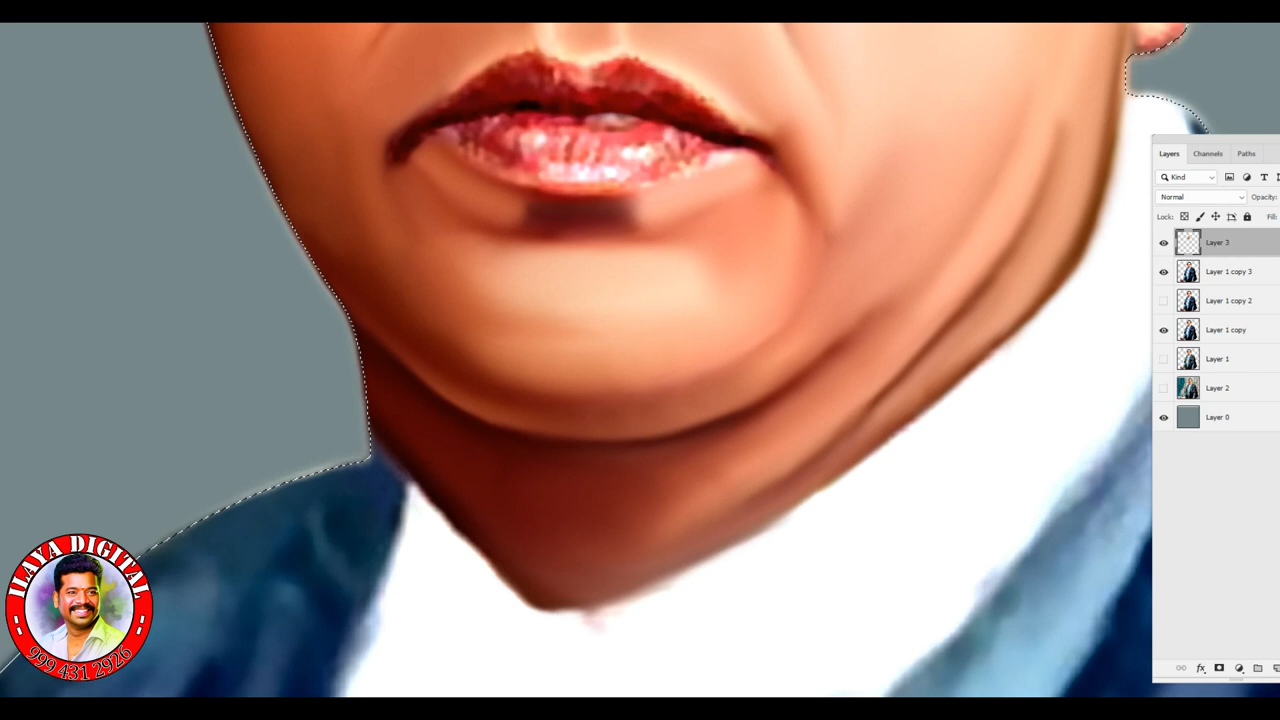 Layers Channels Paths
Kind
Normal Opacity:
Lock: Fill:
Layer 3
Layer 1 copy 3
Layer 1 copy 2
Layer 1 copy
Layer 1
Layer 2
Layer 0
fx
ILAYA DIGITAL
999 431 2926